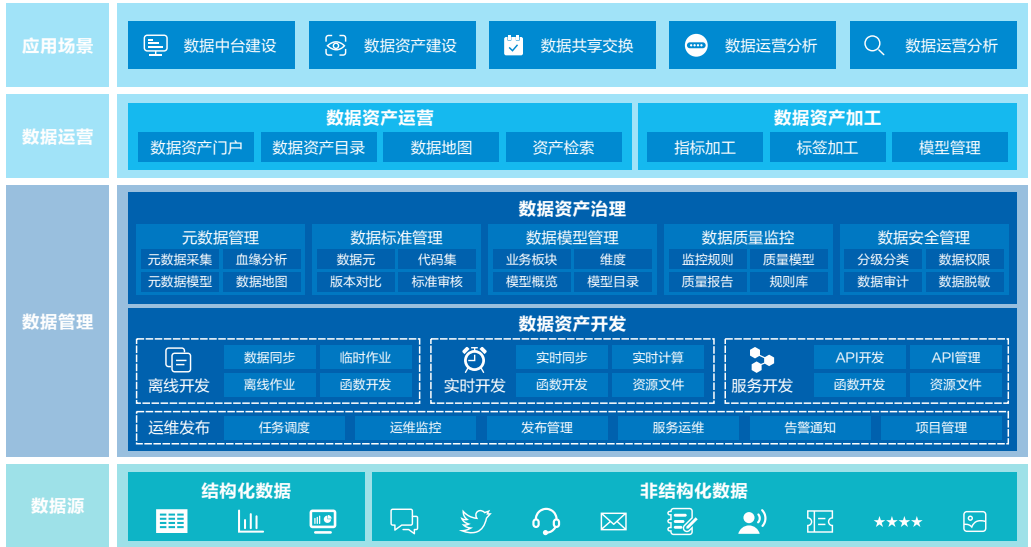 应用场景
数据中台建设
数据资产建设
数据共享交换
数据运营分析
数据运营分析
数据运营
数据资产运营
数据资产门户
数据资产目录
数据地图
资产检索
数据资产加工
指标加工
标签加工
模型管理
数据管理
数据资产治理
元数据管理
元数据采集
血缘分析
元数据模型
数据地图
数据标准管理
数据元
代码集
版本对比
标准审核
数据模型管理
业务板块
维度
模型概览
模型目录
数据质量监控
监控规则
质量模型
质量报告
规则库
数据安全管理
分级分类
数据权限
数据审计
数据脱敏
数据资产开发
离线开发
数据同步
临时作业
离线作业
函数开发
实时开发
实时同步
实时计算
函数开发
资源文件
服务开发
API开发
API管理
函数开发
资源文件
运维发布
任务调度
运维监控
发布管理
服务运维
告警通知
项目管理
数据源
结构化数据
非结构化数据